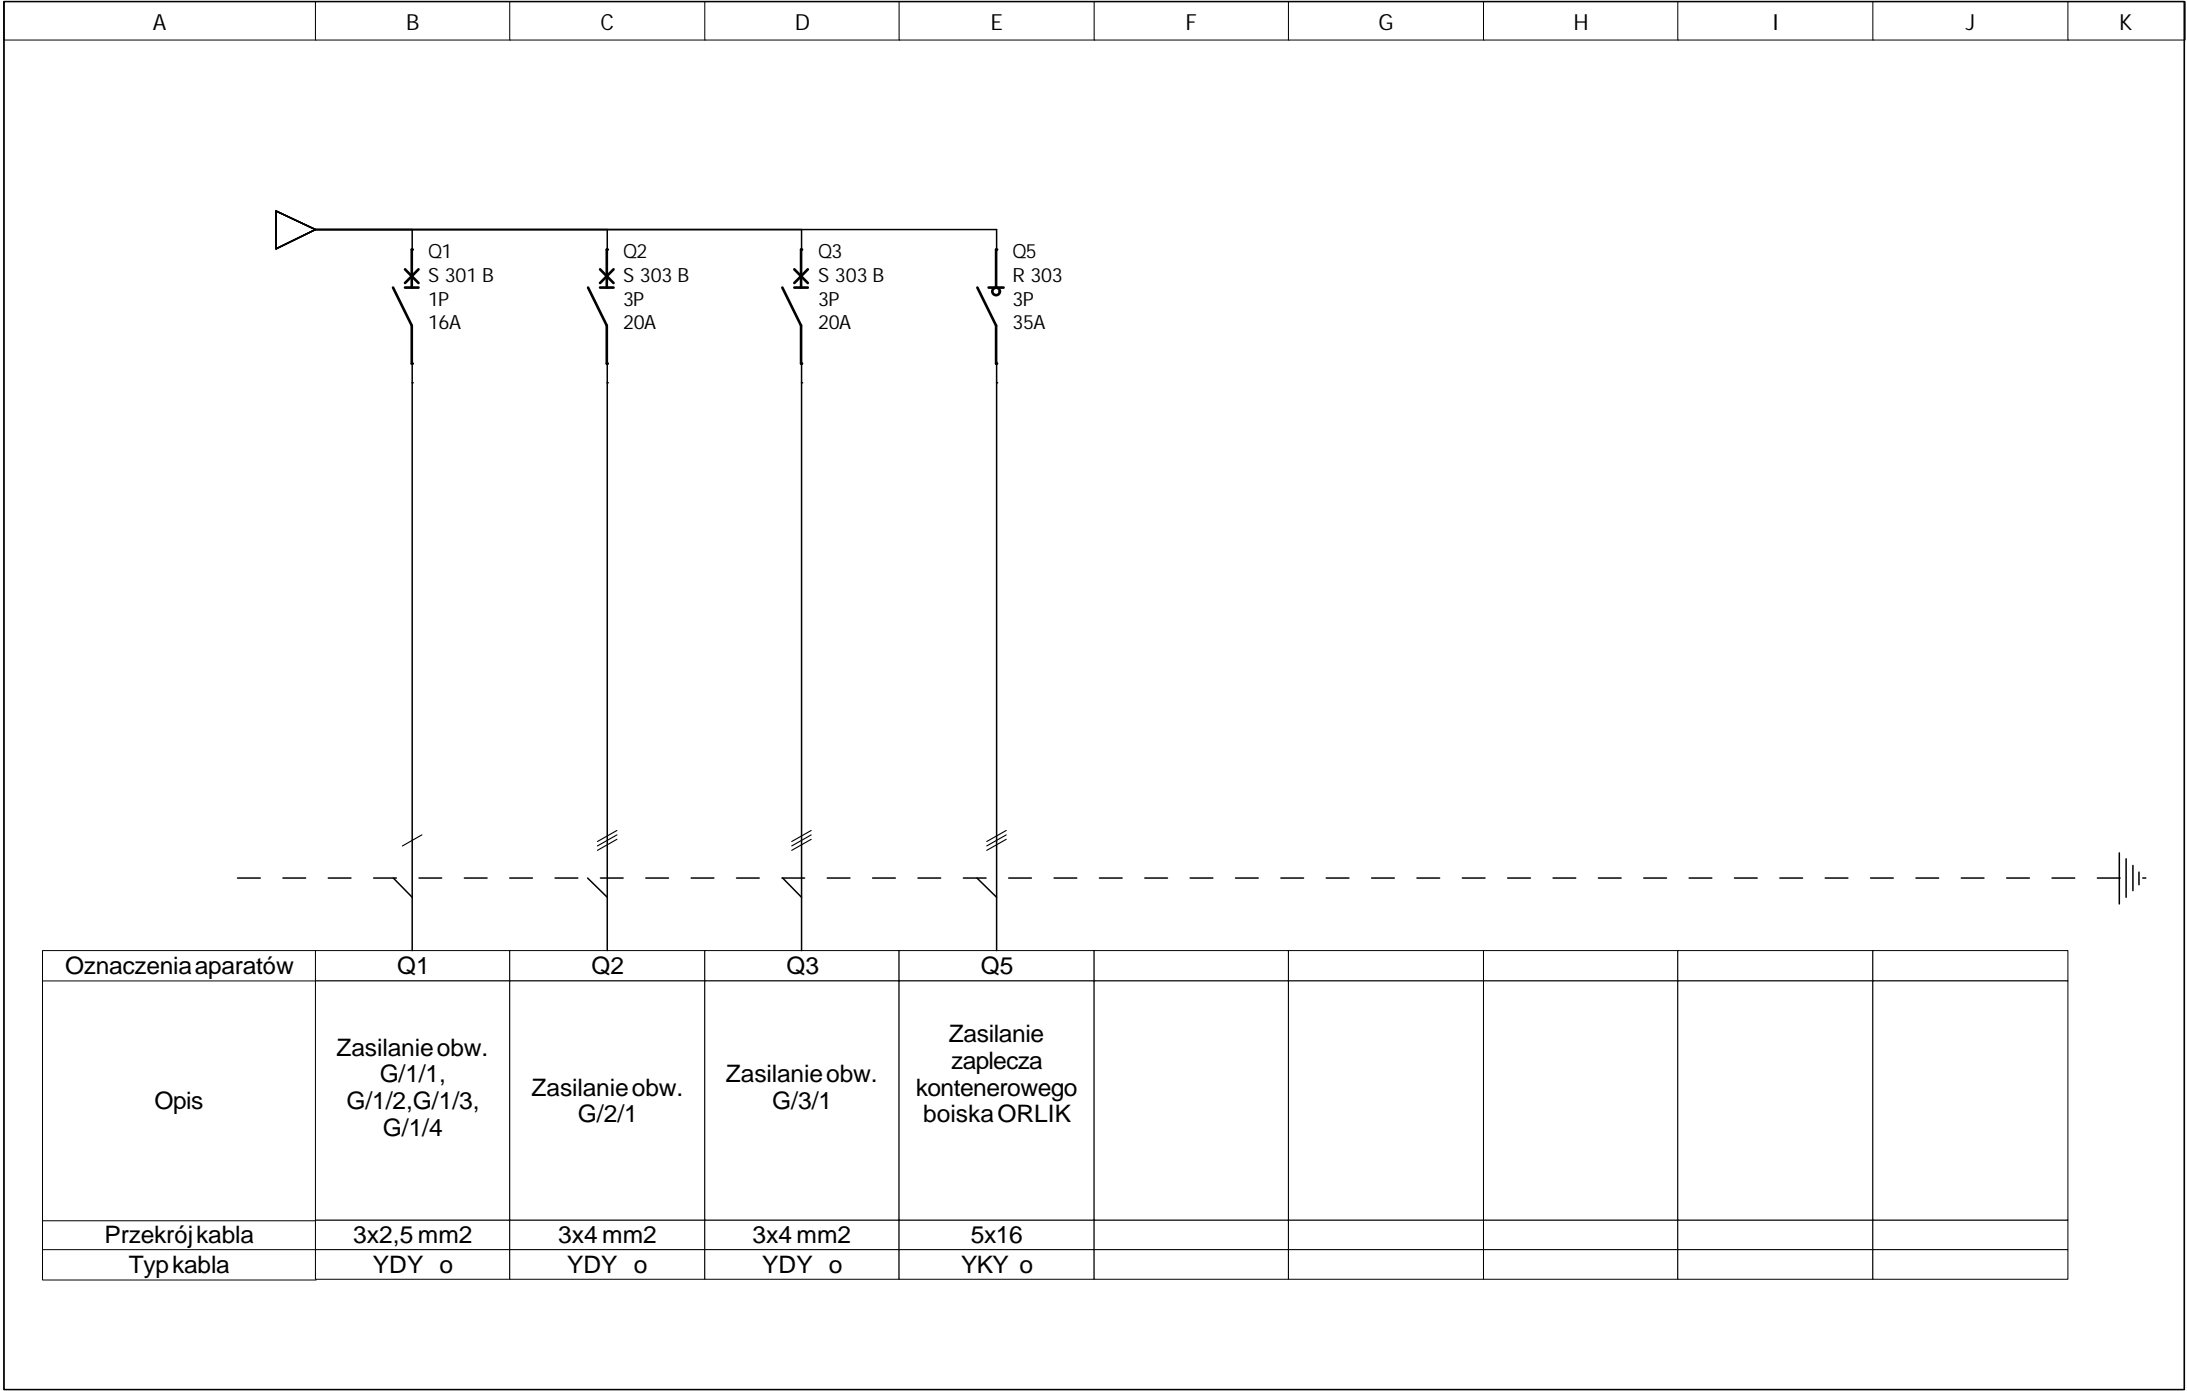 A B C D E F G H I J K
Q1
S 301 B
1P
16A
Q2
S 303 B
3P
20A
Q3
S 303 B
3P
20A
Q5
R 303
3P
35A
Oznaczenia aparatów Q1 Q2 Q3 Q5
Opis
Zasilanie obw.
G/1/1,
G/1/2,G/1/3,
G/1/4
Zasilanie obw.
G/2/1
Zasilanie obw.
G/3/1
Zasilanie
zaplecza
kontenerowego
boiska ORLIK
Przekrój kabla 3x2,5 mm2 3x4 mm2 3x4 mm2 5x16
Typ kabla YDY o YDY o YDY o YKY o